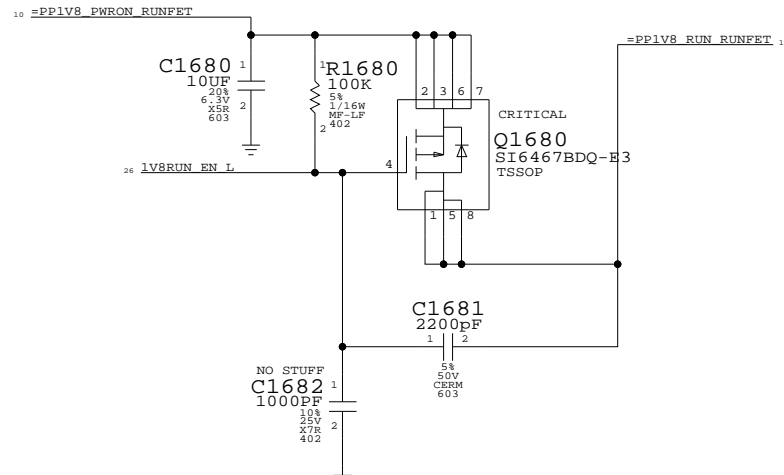 10 =PP1V8_PWRON_RUNFET
=PP1V8_RUN_RUNFET 1
C1680 1
10UF
20%
6.3V
X5R
603
2
1 R1680
100K
5%
1/16W
MF-LF
402
2
2 3 6 7
CRITICAL
Q1680
SI6467BDQ-E3
TSSOP
4
1 5 8
26 1V8RUN_EN_L
C1681
2200pF
1 2
5%
50V
CERM
603
NO STUFF
C1682 1
1000PF
10%
25V
X7R
402
2